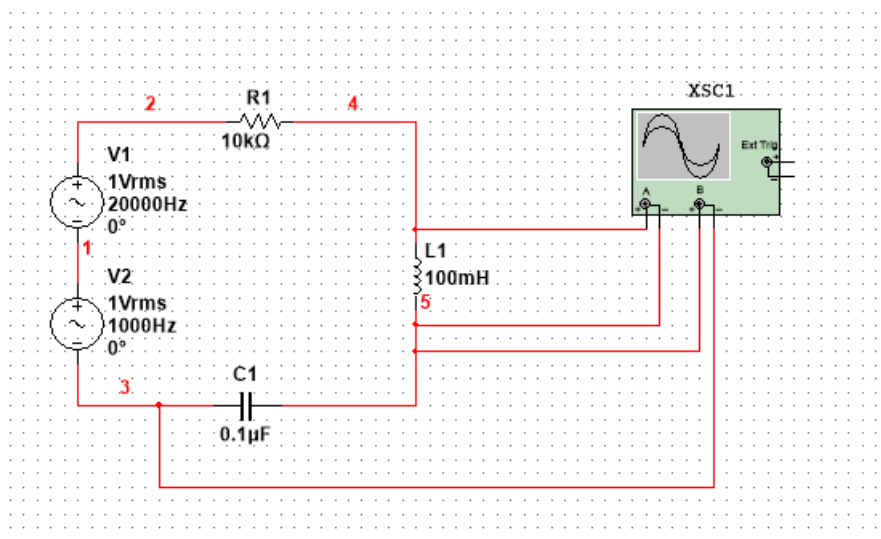 XSC1
2
R1
4
10kΩ
Ext Trig
+
-
V1
+
1Vrms
20000Hz
0°
-
A
B
+
-
+
-
1
L1
100mH
V2
+
1Vrms
1000Hz
0°
-
5
3
C1
0.1µF